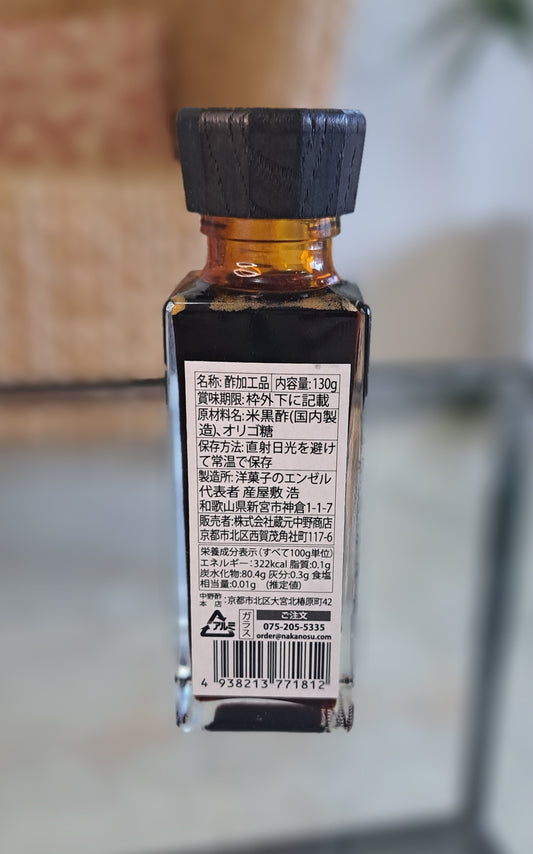 名称: 酢加工品 内容量:130g
賞味期限: 枠外下に記載
原材料名:米黒酢(国内製
造)、オリゴ糖
保存方法: 直射日光を避け
て常温で保存
製造所: 洋菓子のエンゼル
代表者 産屋敷 浩
和歌山県新宮市神倉1-1-7
販売者:株式会社蔵元中野商店
京都市北区西賀茂角社町117-6
栄養成分表示(すべて100g単位)
エネルギー:322kcal 脂質:0.1g
炭水化物:80.4g 灰分:0.3g 食塩
相当量:0.01g (推定値)
中野酢本店:京都市北区大宮北椿原町42
アルミ
ガラス
ご注文
075-205-5335
order@nakanosu.com
4 938213 771812